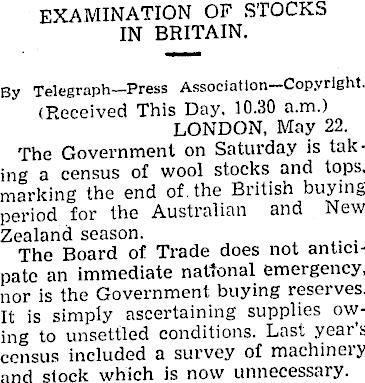 EXAMINATION OF STOCKS
IN BRITAIN.
By Telegraph—Press Association—Copyright.
(Received This Day, 10.30 a.m.)
LONDON, May 22.
The Government on Saturday is tak-
ing a census of wool stocks and tops,
marking the end of the British buying
period for the Australian and New
Zealand season.
The Board of Trade does not antici-
pate an immediate national emergency,
nor is the Government buying reserves.
It is simply ascertaining supplies ow-
ing to unsettled conditions. Last year's
census included a survey of machinery
and stock which is now unnecessary.